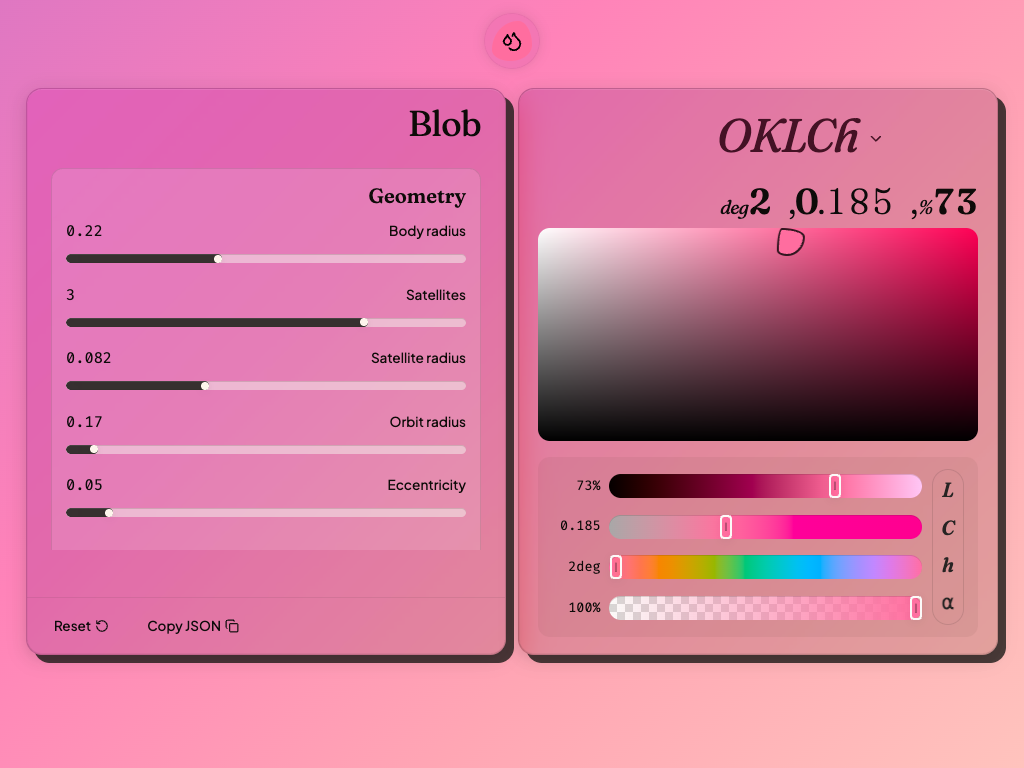 Blob
Geometry
Body radius 0.22
Satellites 3
Satellite radius 0.082
Orbit radius 0.17
Eccentricity 0.05
Reset
Copy JSON
OKLCh
deg2 ,0.185 ,%73
73% L
0.185 C
2deg h
100% α